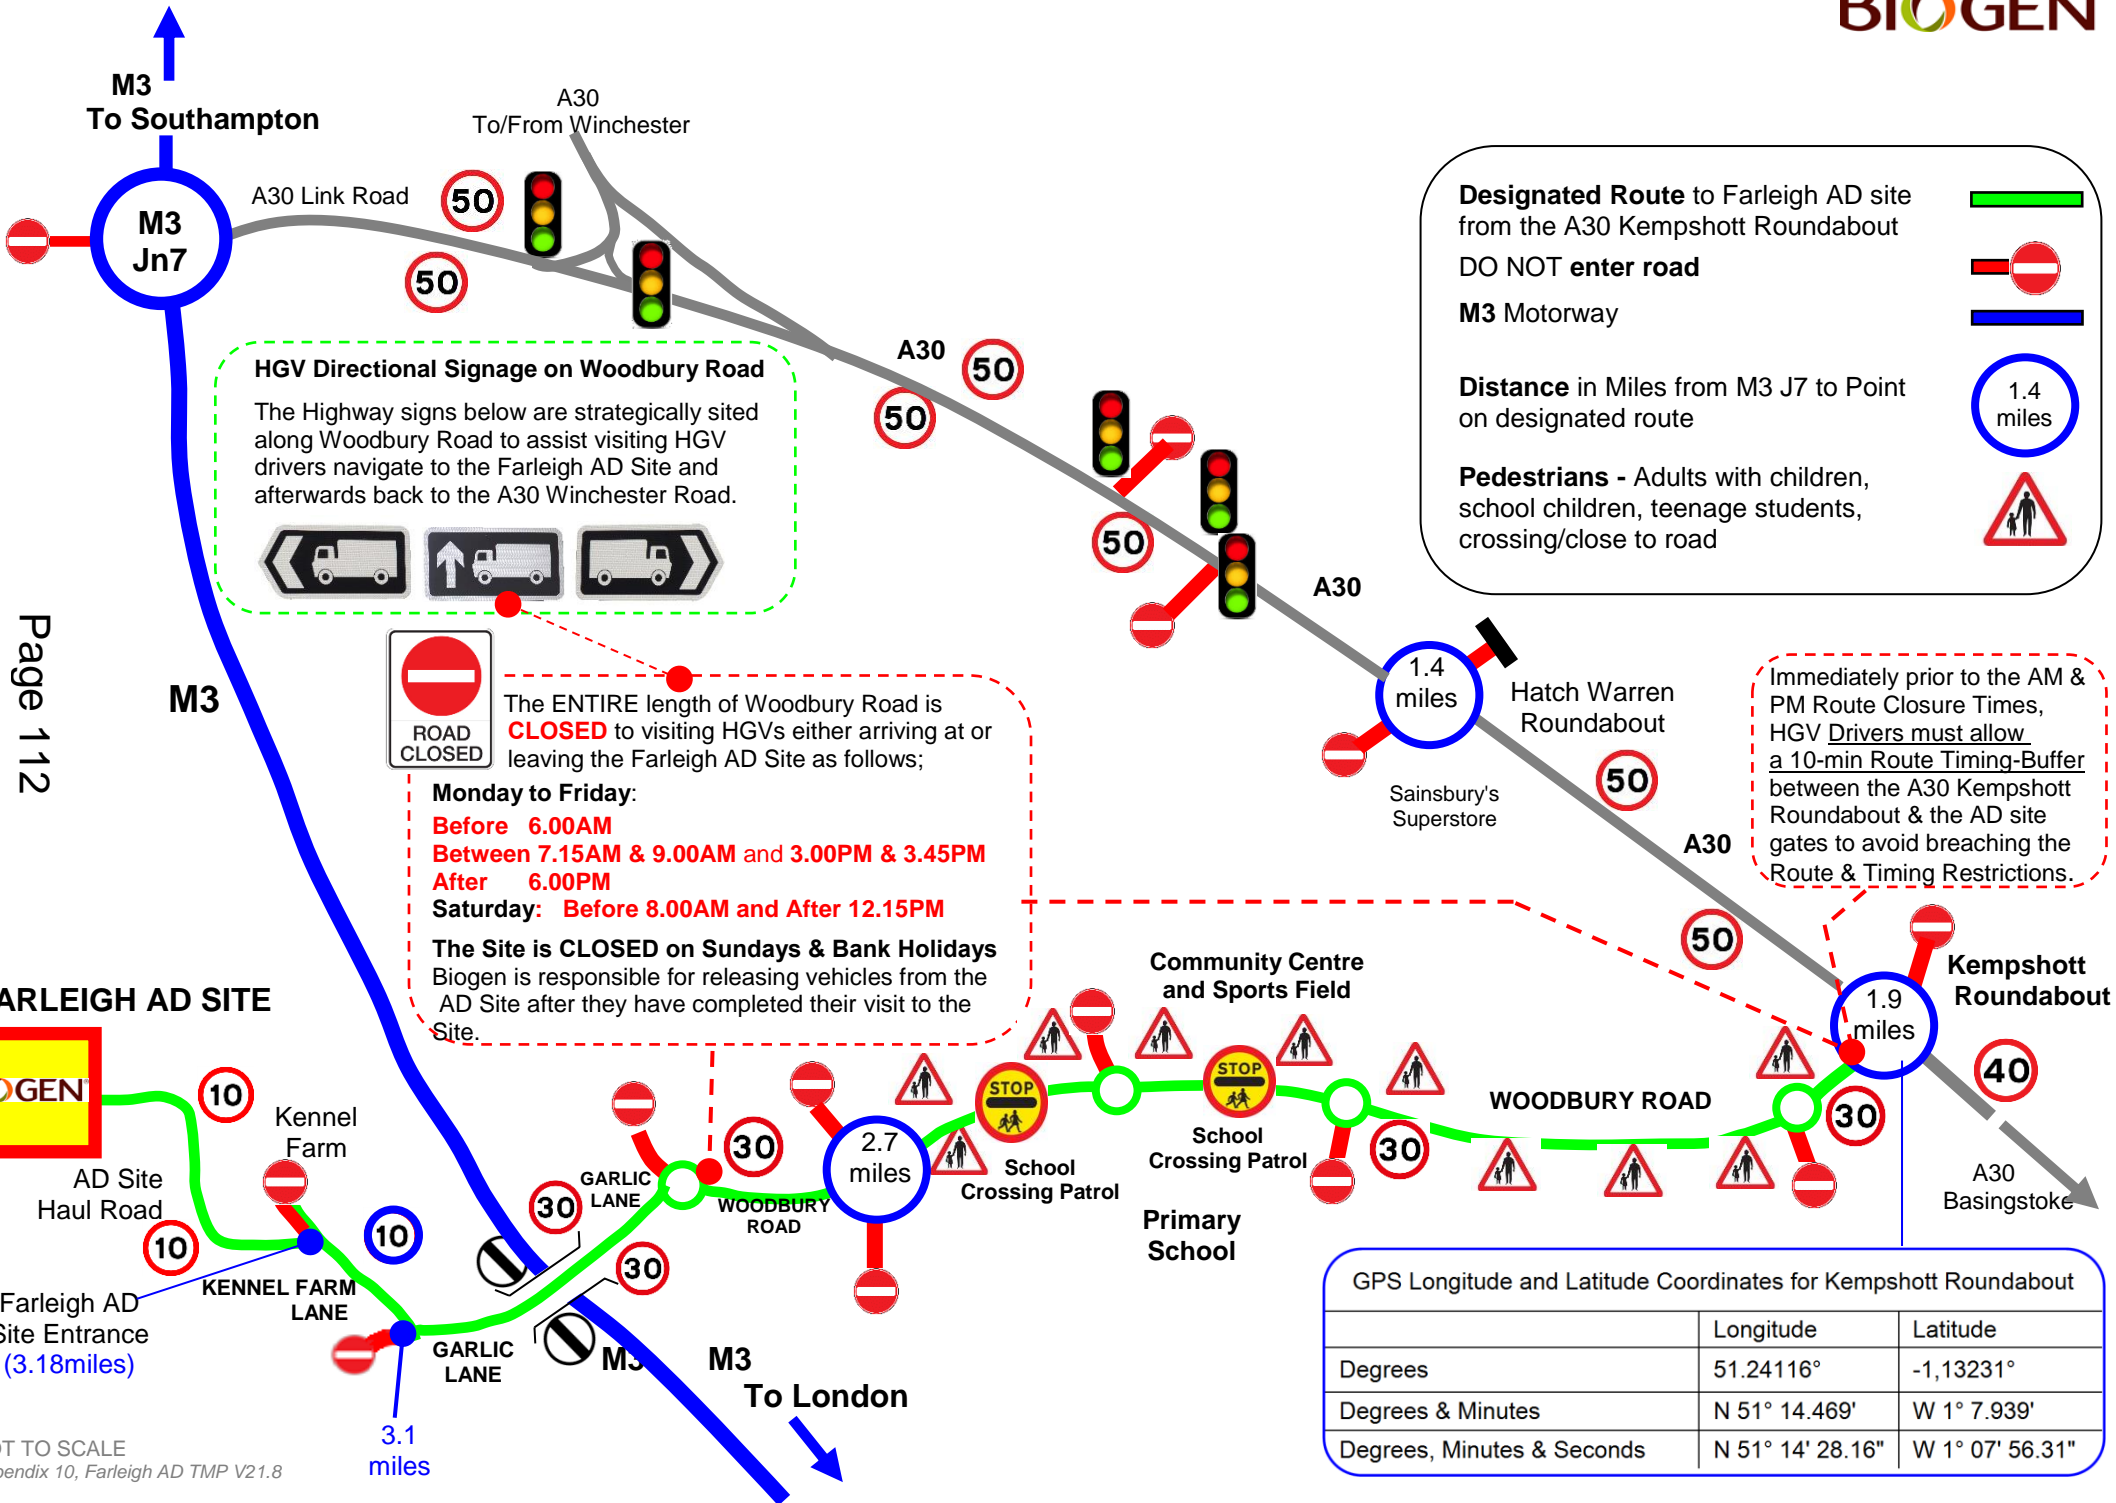 BIOGEN
M3
To Southampton
A30
To/From Winchester
A30 Link Road
50
50
M3
Jn7
Designated Route to Farleigh AD site
from the A30 Kempshott Roundabout
DO NOT enter road
M3 Motorway
Distance in Miles from M3 J7 to Point
on designated route
1.4
miles
Pedestrians - Adults with children,
school children, teenage students,
crossing/close to road
HGV Directional Signage on Woodbury Road
The Highway signs below are strategically sited
along Woodbury Road to assist visiting HGV
drivers navigate to the Farleigh AD Site and
afterwards back to the A30 Winchester Road.
A30
50
50
50
A30
Page 112
M3
ROAD
CLOSED
The ENTIRE length of Woodbury Road is
CLOSED to visiting HGVs either arriving at or
leaving the Farleigh AD Site as follows;
Monday to Friday:
Before 6.00AM
Between 7.15AM & 9.00AM and 3.00PM & 3.45PM
After 6.00PM
Saturday: Before 8.00AM and After 12.15PM
The Site is CLOSED on Sundays & Bank Holidays
Biogen is responsible for releasing vehicles from the
AD Site after they have completed their visit to the
Site.
1.4
miles
Hatch Warren
Roundabout
Sainsbury's
Superstore
50
A30
50
Immediately prior to the AM &
PM Route Closure Times,
HGV Drivers must allow
a 10-min Route Timing-Buffer
between the A30 Kempshott
Roundabout & the AD site
gates to avoid breaching the
Route & Timing Restrictions.
Kempshott
Roundabout
1.9
miles
40
30
A30
Basingstoke
Community Centre
and Sports Field
STOP
STOP
WOODBURY ROAD
School
Crossing Patrol
School
Crossing Patrol
30
Primary
School
2.7
miles
30
WOODBURY
ROAD
GARLIC
LANE
30
30
ARLEIGH AD SITE
OGEN
10
Kennel
Farm
AD Site
Haul Road
10
10
KENNEL FARM
LANE
Farleigh AD
Site Entrance
(3.18miles)
GARLIC
LANE
3.1
miles
M3
M3
To London
GPS Longitude and Latitude Coordinates for Kempshott Roundabout
Longitude Latitude
Degrees 51.24116° -1,13231°
Degrees & Minutes N 51° 14.469' W 1° 7.939'
Degrees, Minutes & Seconds N 51° 14' 28.16" W 1° 07' 56.31"
OT TO SCALE
pendix 10, Farleigh AD TMP V21.8